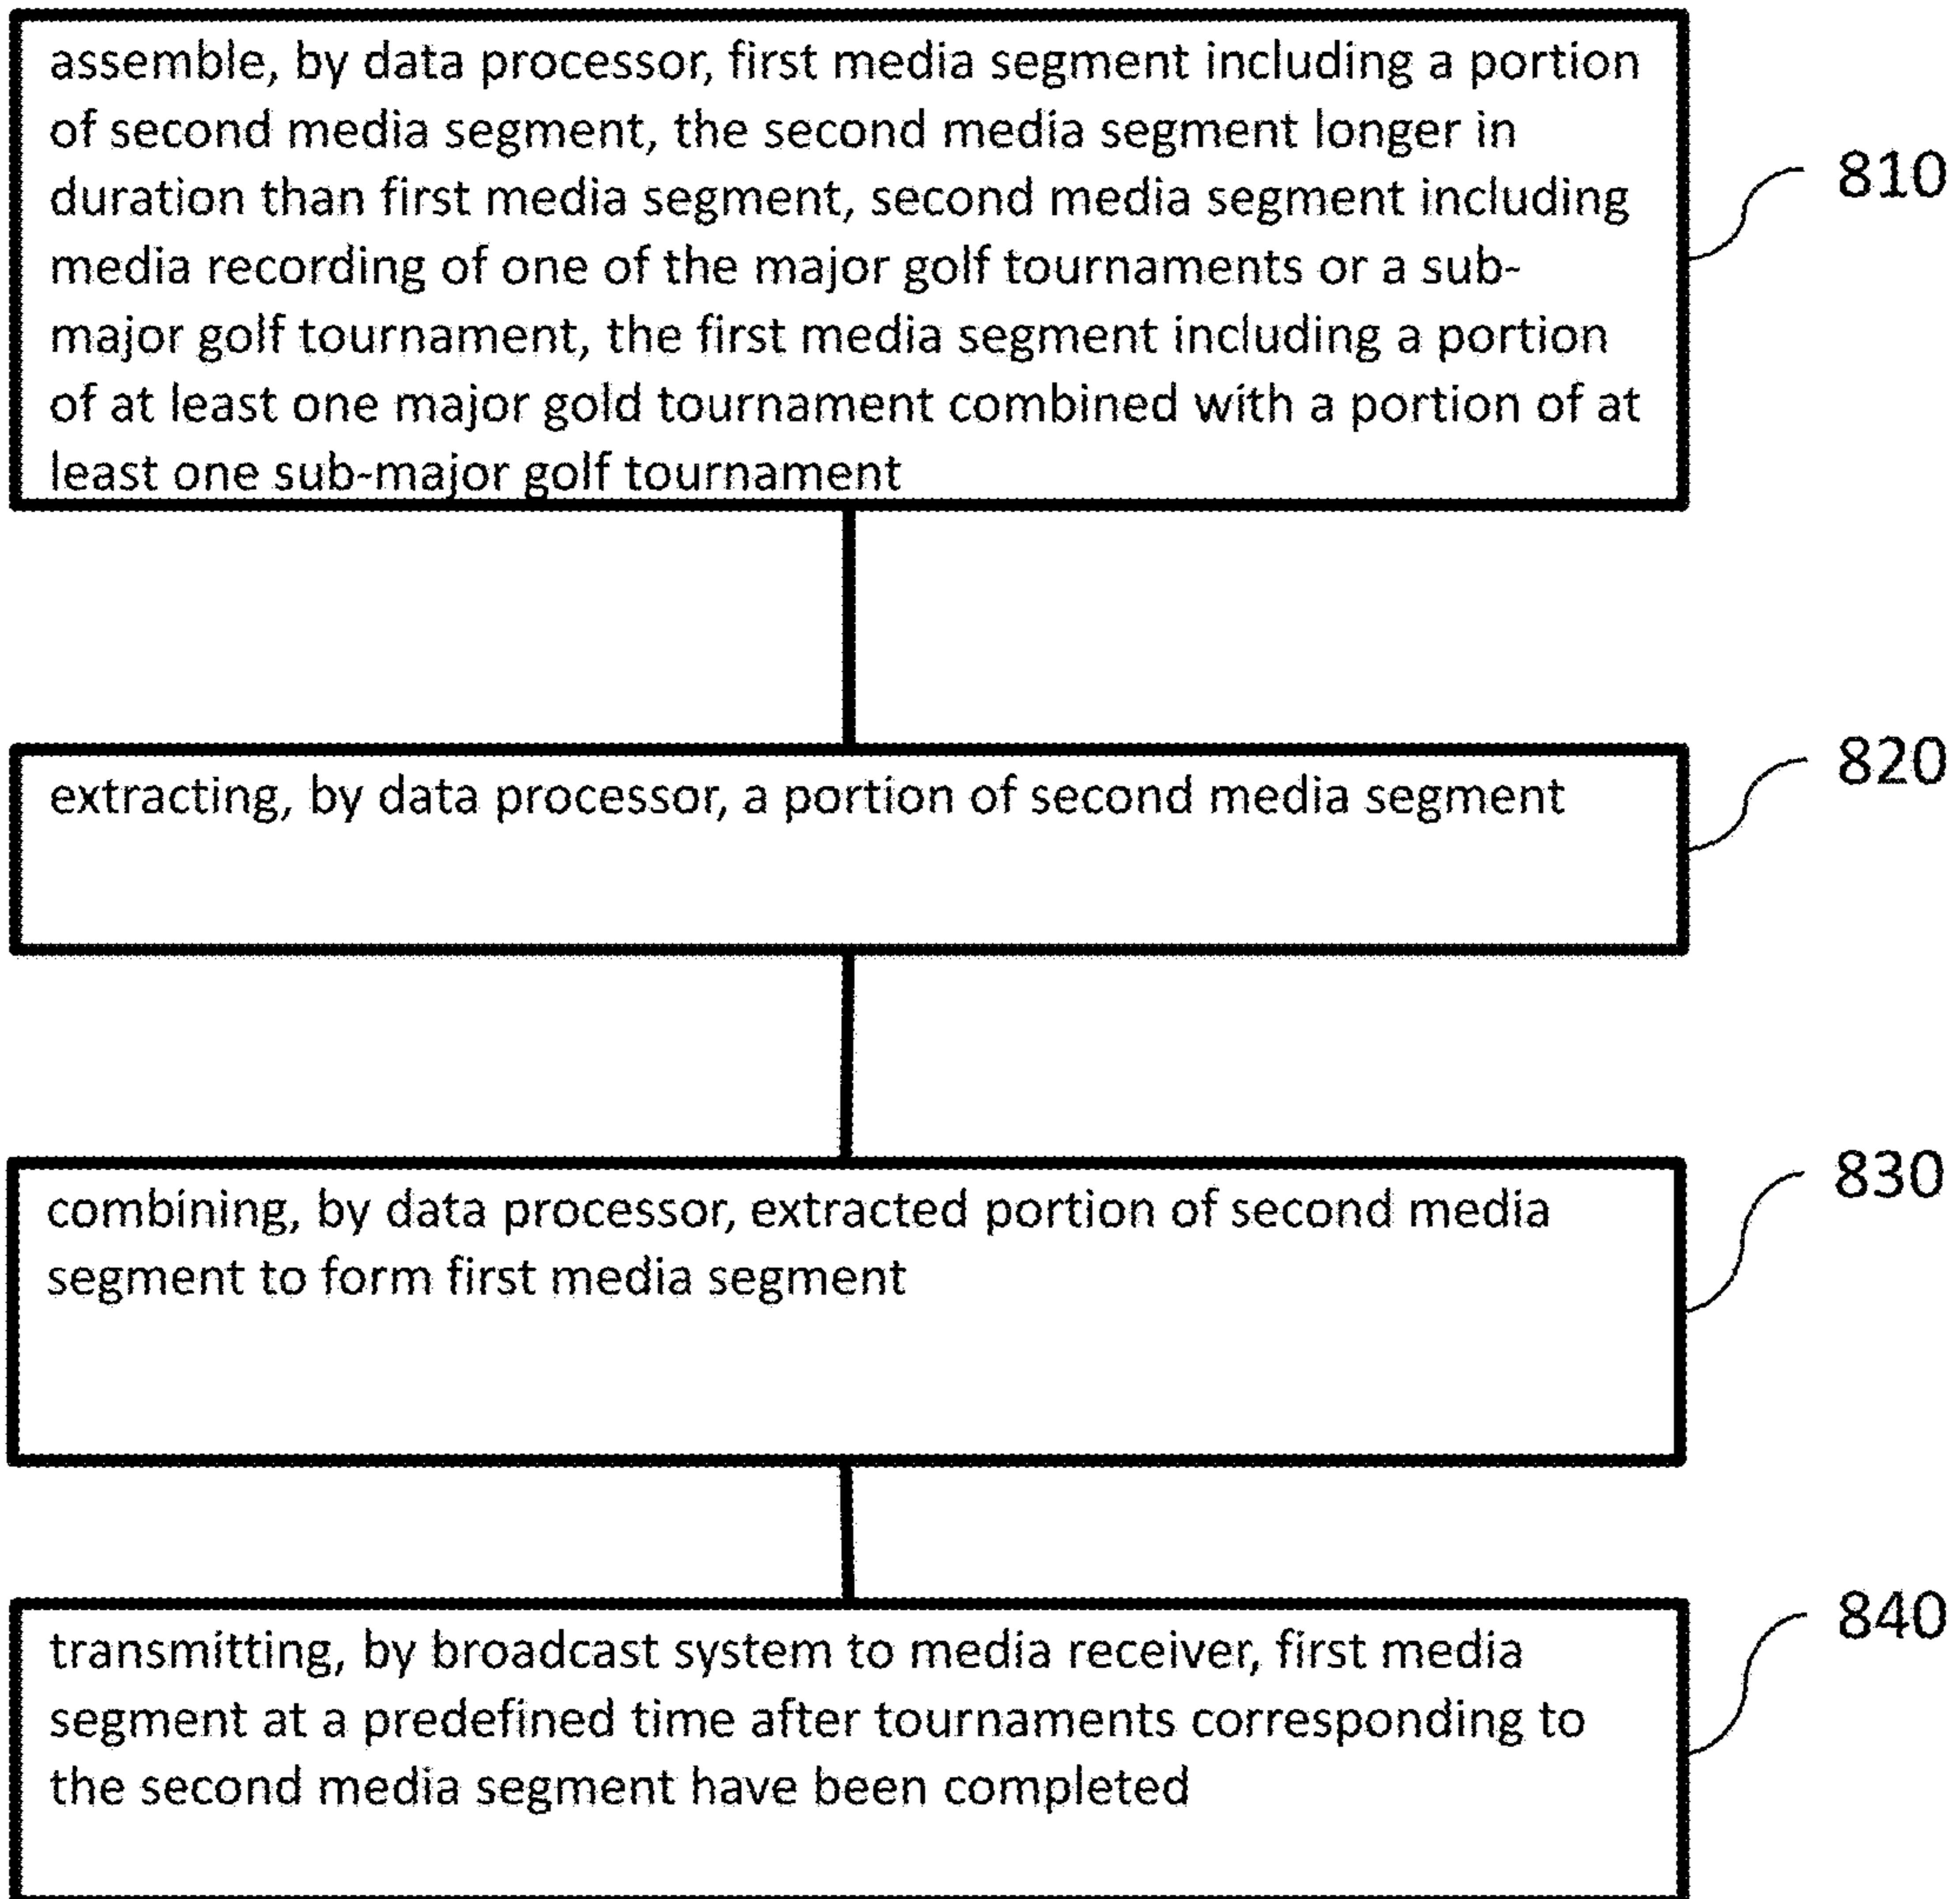 assemble, by data processor, first media segment including a portion
of second media segment, the second media segment longer in
duration than first media segment, second media segment including
media recording of one of the major golf tournaments or a sub-
major golf tournament, the first media segment including a portion
of at least one major gold tournament combined with a portion of at
least one sub-major golf tournament
810
extracting, by data processor, a portion of second media segment
820
combining, by data processor, extracted portion of second media
segment to form first media segment
830
transmitting, by broadcast system to media receiver, first media
segment at a predefined time after tournaments corresponding to
the second media segment have been completed
840